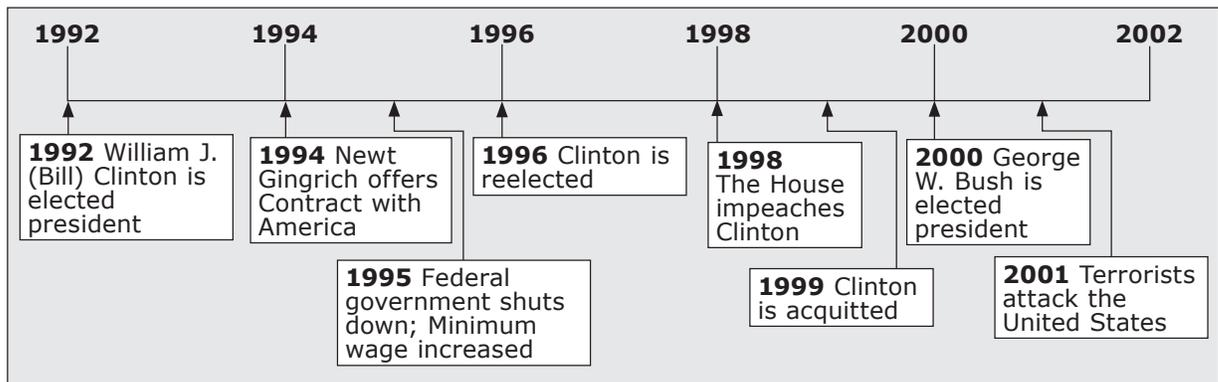 1992 1994 1996 1998 2000 2002
1992 William J.
(Bill) Clinton is
elected
president
1994 Newt
Gingrich offers
Contract with
America
1995 Federal
government shuts
down; Minimum
wage increased
1996 Clinton is
reelected
1998
The House
impeaches
Clinton
1999 Clinton
is acquitted
2000 George
W. Bush is
elected
president
2001 Terrorists
attack the
United States